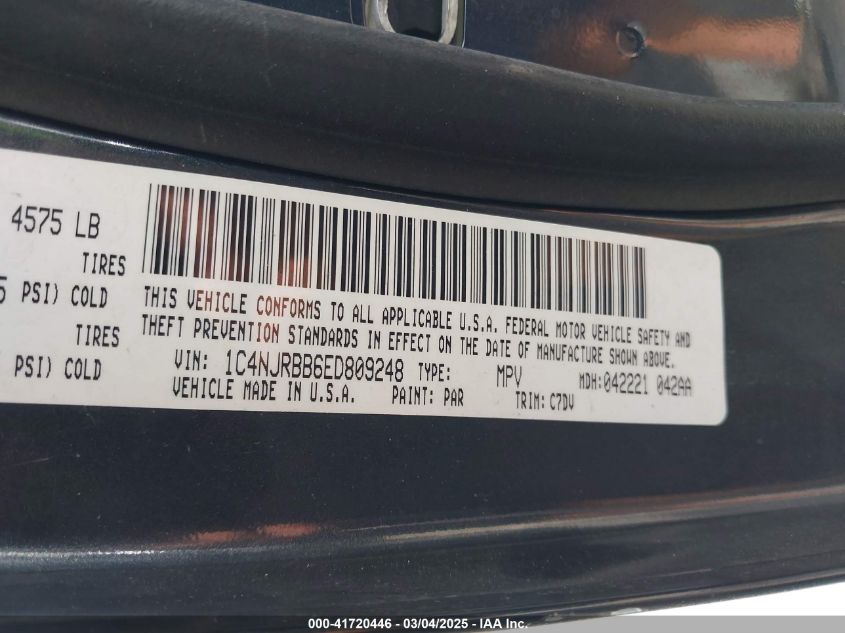 4575 LB
TIRES
5 PSI) COLD
TIRES
PSI) COLD
THIS VEHICLE CONFORMS TO ALL APPLICABLE U.S.A. FEDERAL MOTOR VEHICLE SAFETY AND
THEFT PREVENTION STANDARDS IN EFFECT ON THE DATE OF MANUFACTURE SHOWN ABOVE.
VIN: 1C4NJRBB6ED809248 TYPE: MPV MDH:042221 042AA
VEHICLE MADE IN U.S.A. PAINT: PAR TRIM: C7DV
000-41720446 - 03/04/2025 - IAA Inc.